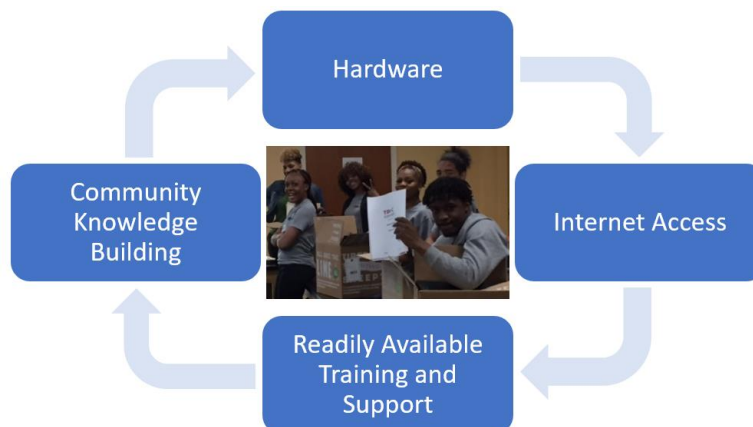 Hardware
Internet Access
Readily Available
Training and
Support
Community
Knowledge
Building